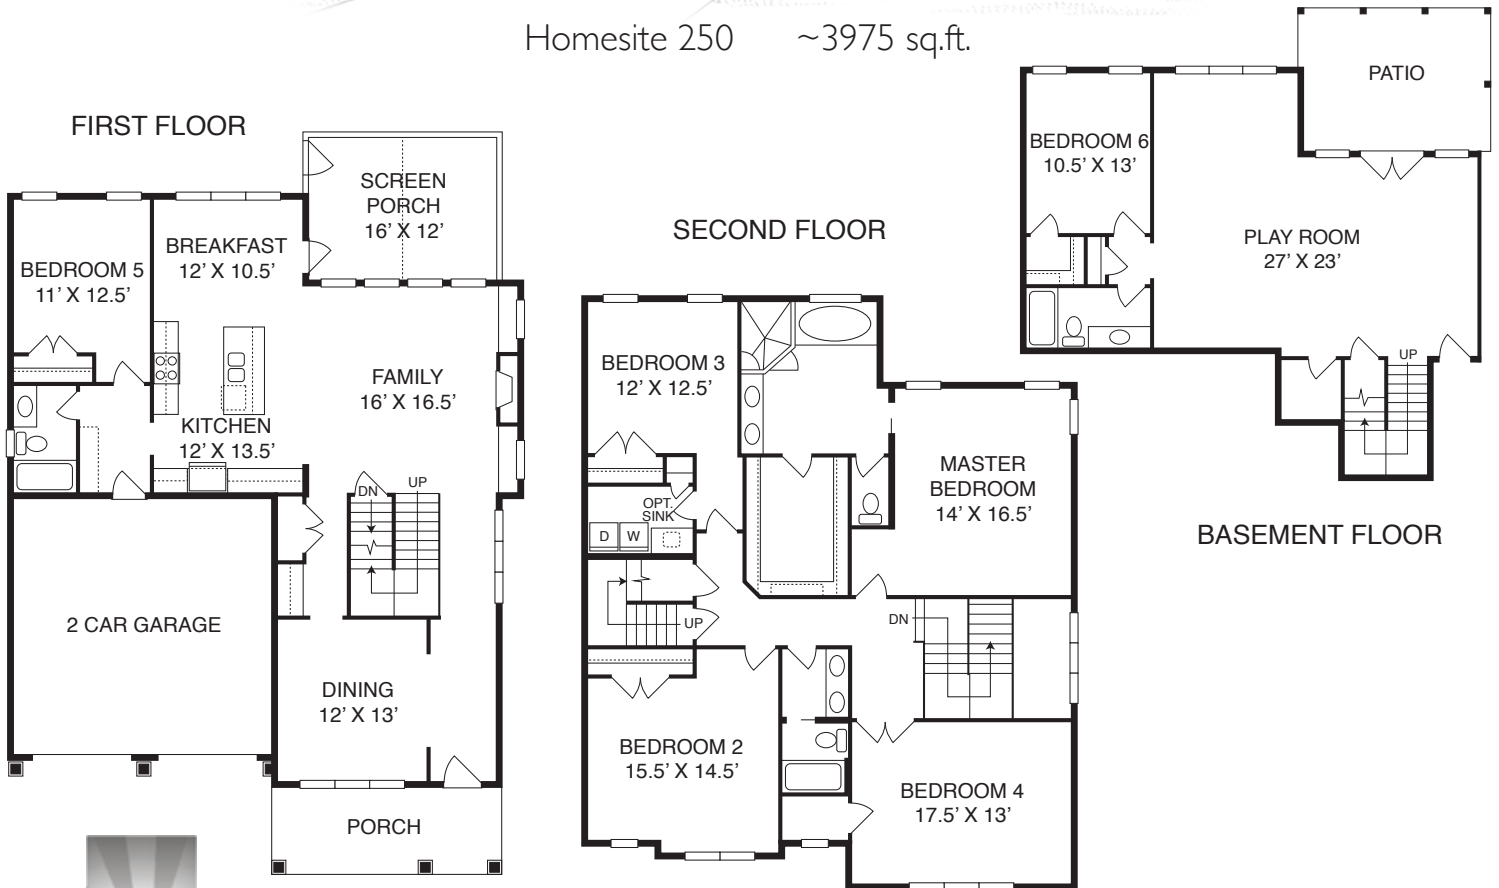 Homesite 250 ~3975 sq.ft.
FIRST FLOOR
SCREEN
PORCH
16' X 12'
BREAKFAST
12' X 10.5'
BEDROOM 5
11' X 12.5'
FAMILY
16' X 16.5'
KITCHEN
12' X 13.5'
DN
UP
2 CAR GARAGE
DINING
12' X 13'
PORCH
SECOND FLOOR
BEDROOM 3
12' X 12.5'
MASTER
BEDROOM
14' X 16.5'
OPT.
SINK
D W
UP
DN
BEDROOM 2
15.5' X 14.5'
BEDROOM 4
17.5' X 13'
PATIO
BEDROOM 6
10.5' X 13'
PLAY ROOM
27' X 23'
UP
BASEMENT FLOOR